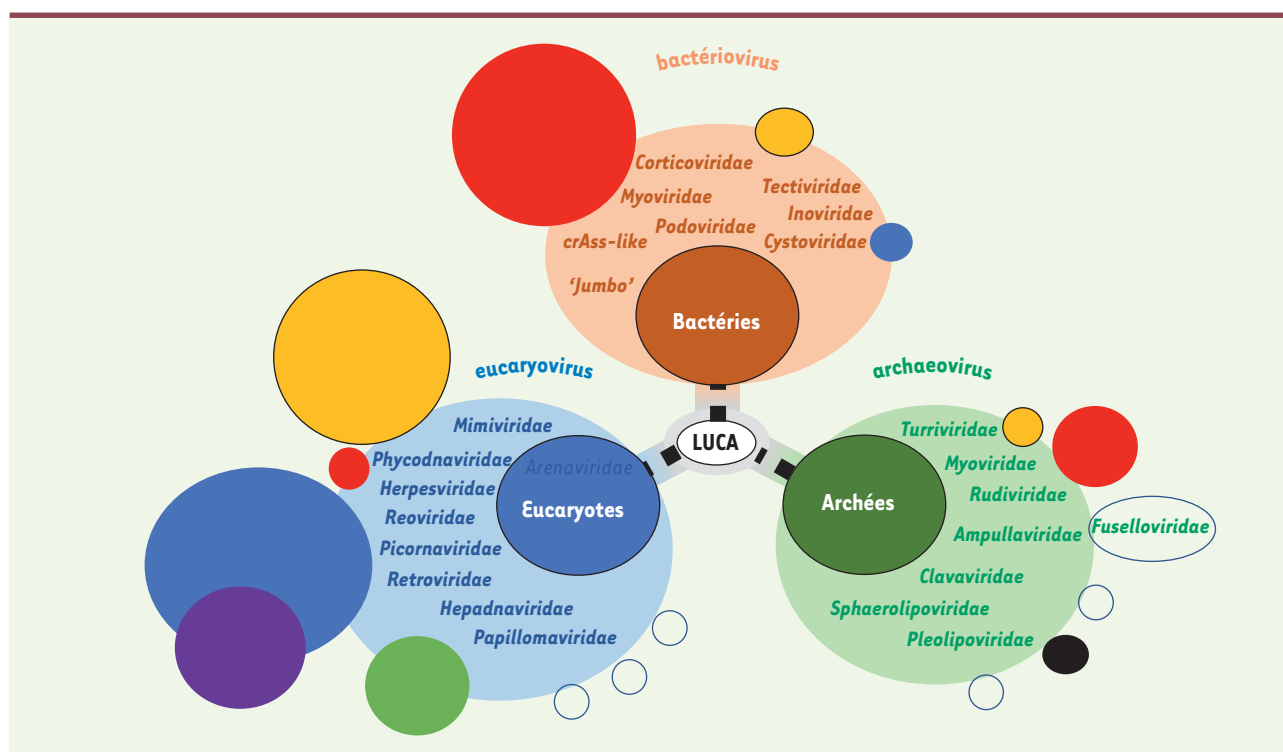 bactériovirus
Corticoviridae
Tectiviridae
Myoviridae
Inoviridae
Podoviridae
crAss-like
Cystoviridae
‘Jumbo’
Bactéries
eucaryovirus
archaeovirus
Mimiviridae
Turriviridae
LUCA
Phycodnaviridae
Arenaviridae
Myoviridae
Herpesviridae
Rudiviridae
Eucaryotes
Archées
Reoviridae
Fuselloviridae
Ampullaviridae
Picornaviridae
Retroviridae
Clavaviridae
Hepadnaviridae
Sphaerolipoviridae
Papillomaviridae
Pleolipoviridae